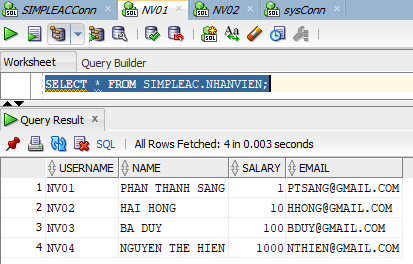 SIMPLEACConn NV01 NV02 sysConn
SQL Aa
Worksheet Query Builder
SELECT * FROM SIMPLEAC.NHANVIEN;
Query Result x
SQL | All Rows Fetched: 4 in 0.003 seconds
USERNAME NAME SALARY EMAIL
1 NV01 PHAN THANH SANG 1 PTSANG@GMAIL.COM
2 NV02 HAI HONG 10 HHONG@GMAIL.COM
3 NV03 BA DUY 100 BDUY@GMAIL.COM
4 NV04 NGUYEN THE HIEN 1000 NTHIEN@GMAIL.COM